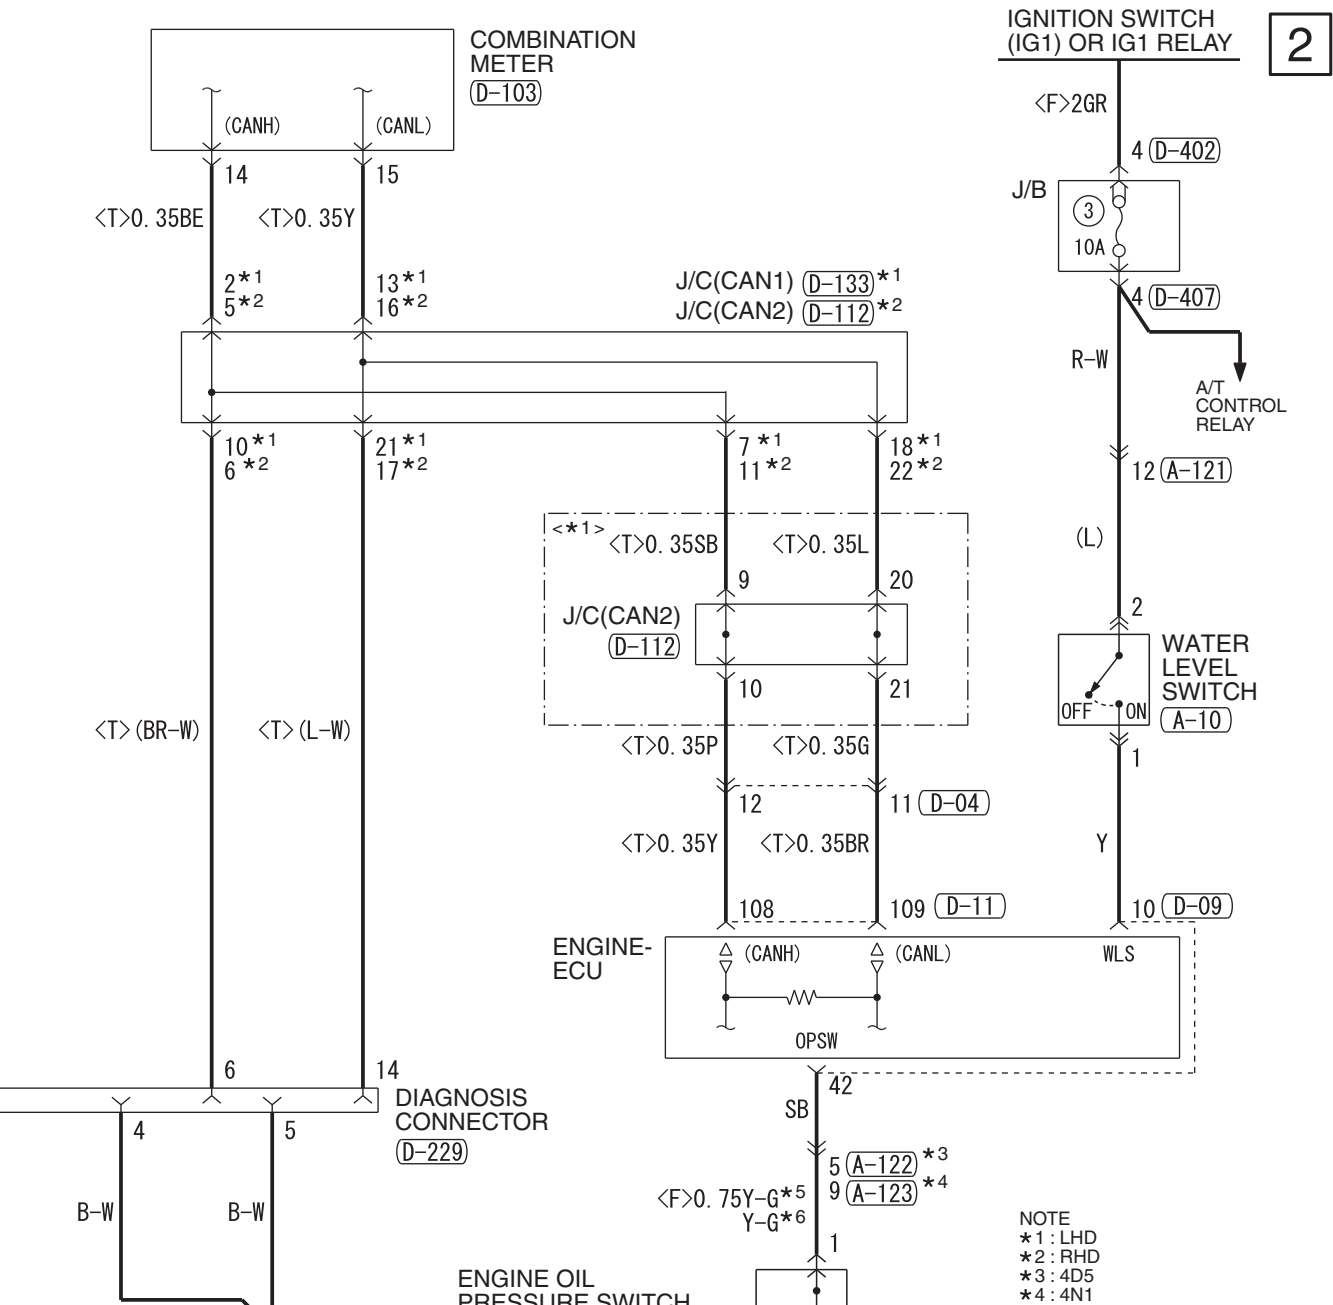 IGNITION SWITCH
(IG1) OR IG1 RELAY
2
COMBINATION
METER
(D-103)
(CANH)
(CANL)
14
15
<T>0.35BE
<T>0.35Y
2*1
5*2
13*1
16*2
J/C(CAN1) (D-133)*1
J/C(CAN2) (D-112)*2
<F>2GR
4 (D-402)
J/B
3
10A
4 (D-407)
R-W
A/T
CONTROL
RELAY
10*1
6*2
21*1
17*2
7*1
11*2
18*1
22*2
12 (A-121)
<*1>
<T>0.35SB
<T>0.35L
(L)
9
20
J/C(CAN2)
(D-112)
10
21
2
WATER
LEVEL
SWITCH
(A-10)
OFF
ON
1
<T>(BR-W)
<T>(L-W)
<T>0.35P
<T>0.35G
12
11 (D-04)
<T>0.35Y
<T>0.35BR
Y
108
109 (D-11)
10 (D-09)
ENGINE-
ECU
(CANH)
(CANL)
WLS
OPSW
6
14
DIAGNOSIS
CONNECTOR
(D-229)
4
5
B-W
B-W
42
SB
5 (A-122)*3
9 (A-123)*4
<F>0.75Y-G*5
Y-G*6
1
ENGINE OIL
PRESSURE SWITCH
NOTE
*1 : LHD
*2 : RHD
*3 : 4D5
*4 : 4N1